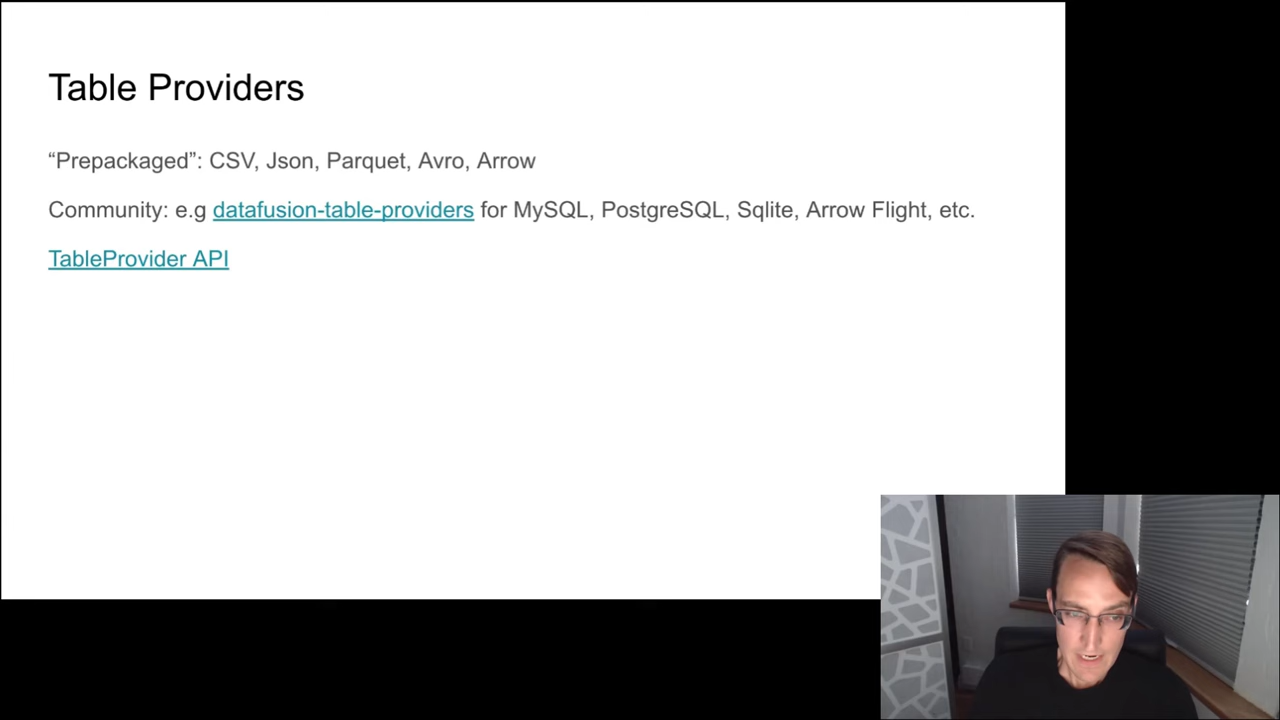 Table Providers
“Prepackaged”: CSV, Json, Parquet, Avro, Arrow
Community: e.g datafusion-table-providers for MySQL, PostgreSQL, Sqlite, Arrow Flight, etc.
TableProvider API